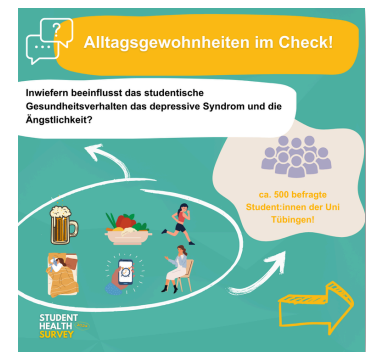 Alltagsgewohnheiten im Check!
Inwiefern beeinflusst das studentische
Gesundheitsverhalten das depressive Syndrom und die
Ängstlichkeit?
ca. 500 befragte
Student:innen der Uni
Tübingen!
STUDENT
HEALTH
SURVEY